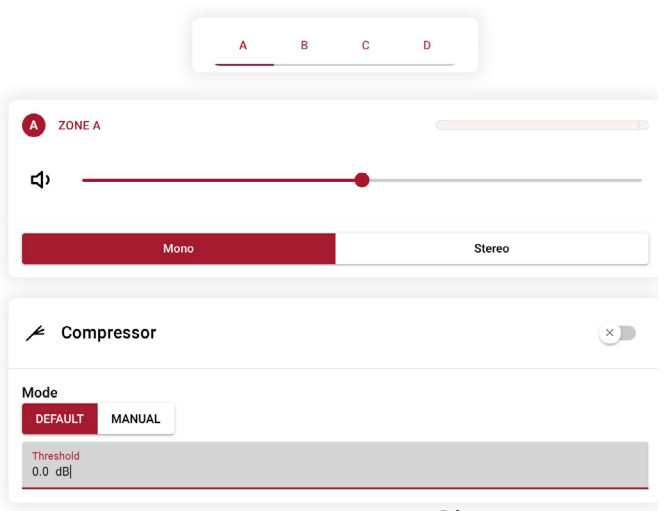 A B C D
A ZONE A
Mono Stereo
Compressor
Mode
DEFAULT MANUAL
Threshold
0.0 dB